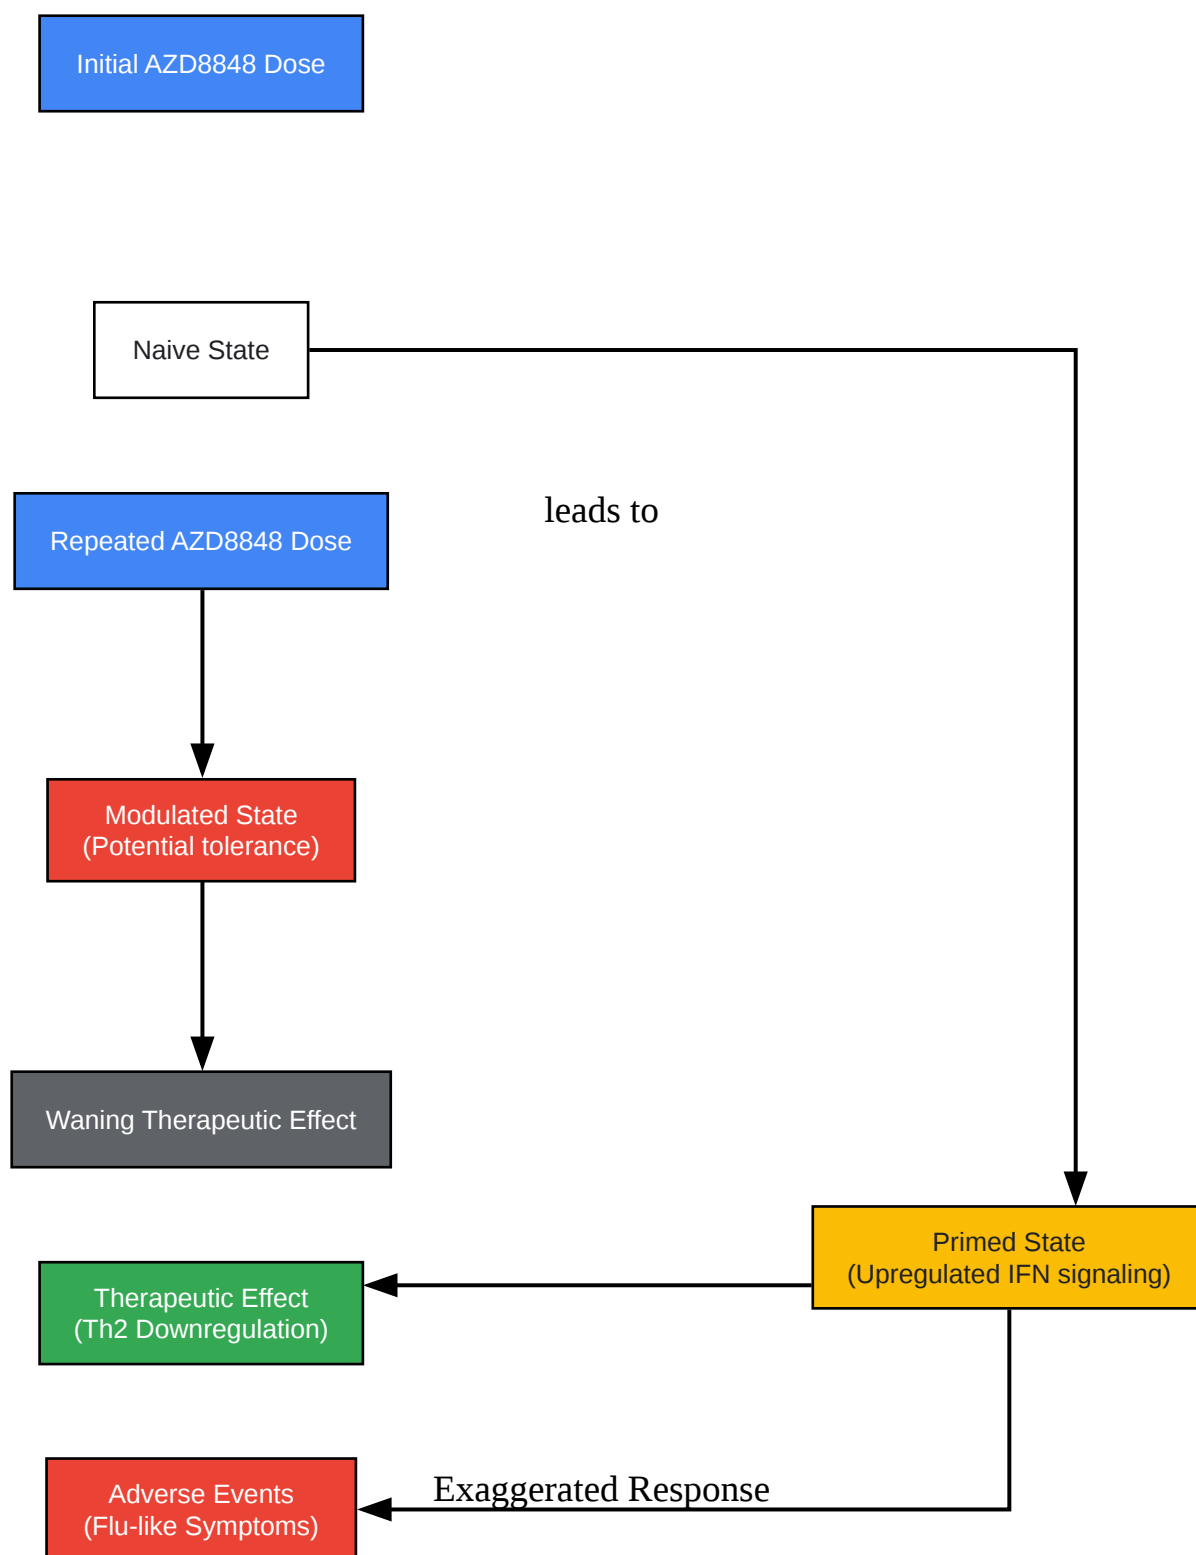 Initial AZD8848 Dose
Naive State
leads to
Repeated AZD8848 Dose
Modulated State
(Potential tolerance)
Waning Therapeutic Effect
Primed State
(Upregulated IFN signaling)
Therapeutic Effect
(Th2 Downregulation)
Exaggerated Response
Adverse Events
(Flu-like Symptoms)